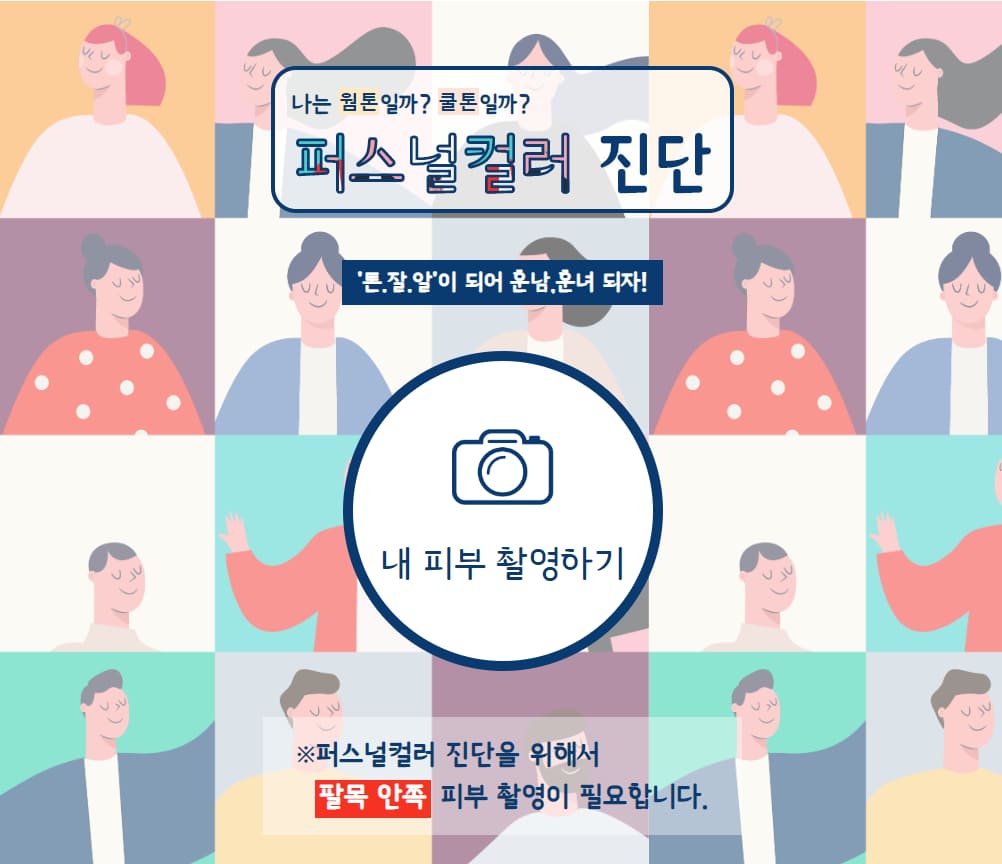 나는 웜톤일까? 쿨톤일까?
퍼스널컬러 진단
'톤.잘.알'이 되어 훈남,훈녀 되자!
내 피부 촬영하기
※퍼스널컬러 진단을 위해서
팔목 안쪽 피부 촬영이 필요합니다.